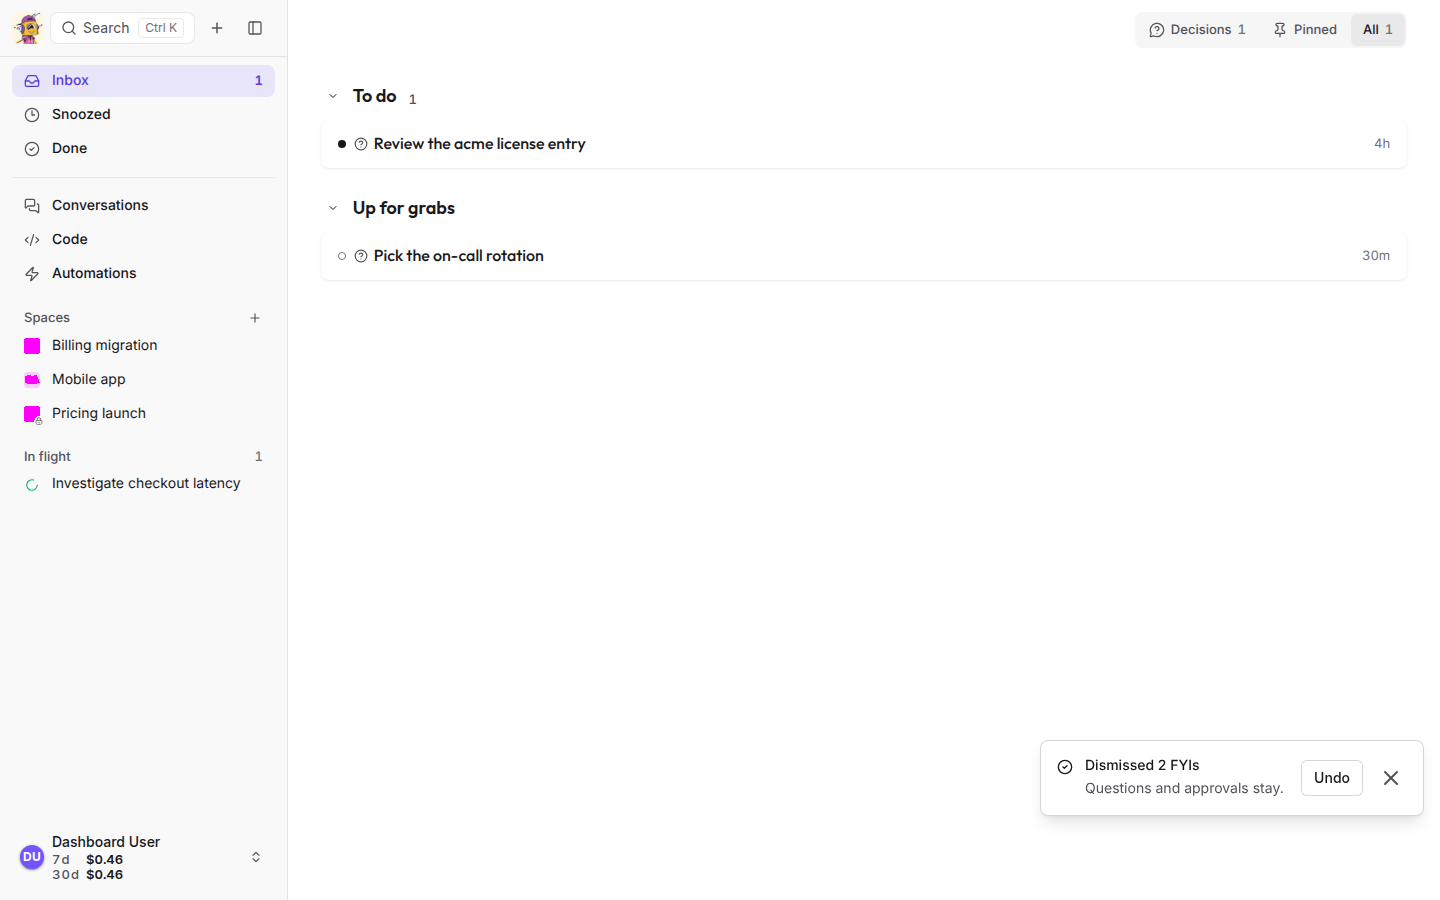 Search Ctrl K
Inbox 1
Snoozed
Done
Conversations
Code
Automations
Spaces
Billing migration
Mobile app
Pricing launch
In flight 1
Investigate checkout latency
DU Dashboard User
7d $0.46
30d $0.46
Decisions 1 Pinned All 1
To do 1
Review the acme license entry 4h
Up for grabs
Pick the on-call rotation 30m
Dismissed 2 FYIs
Questions and approvals stay.
Undo